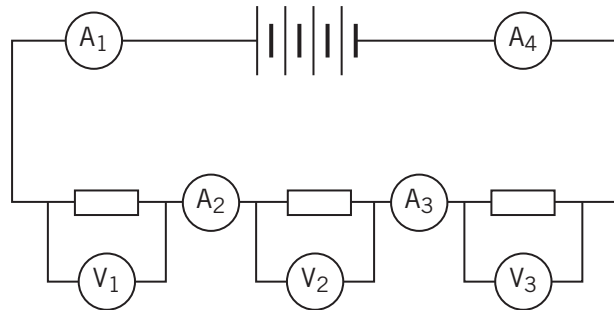 A₁ A₄
A₂ A₃
V₁ V₂ V₃